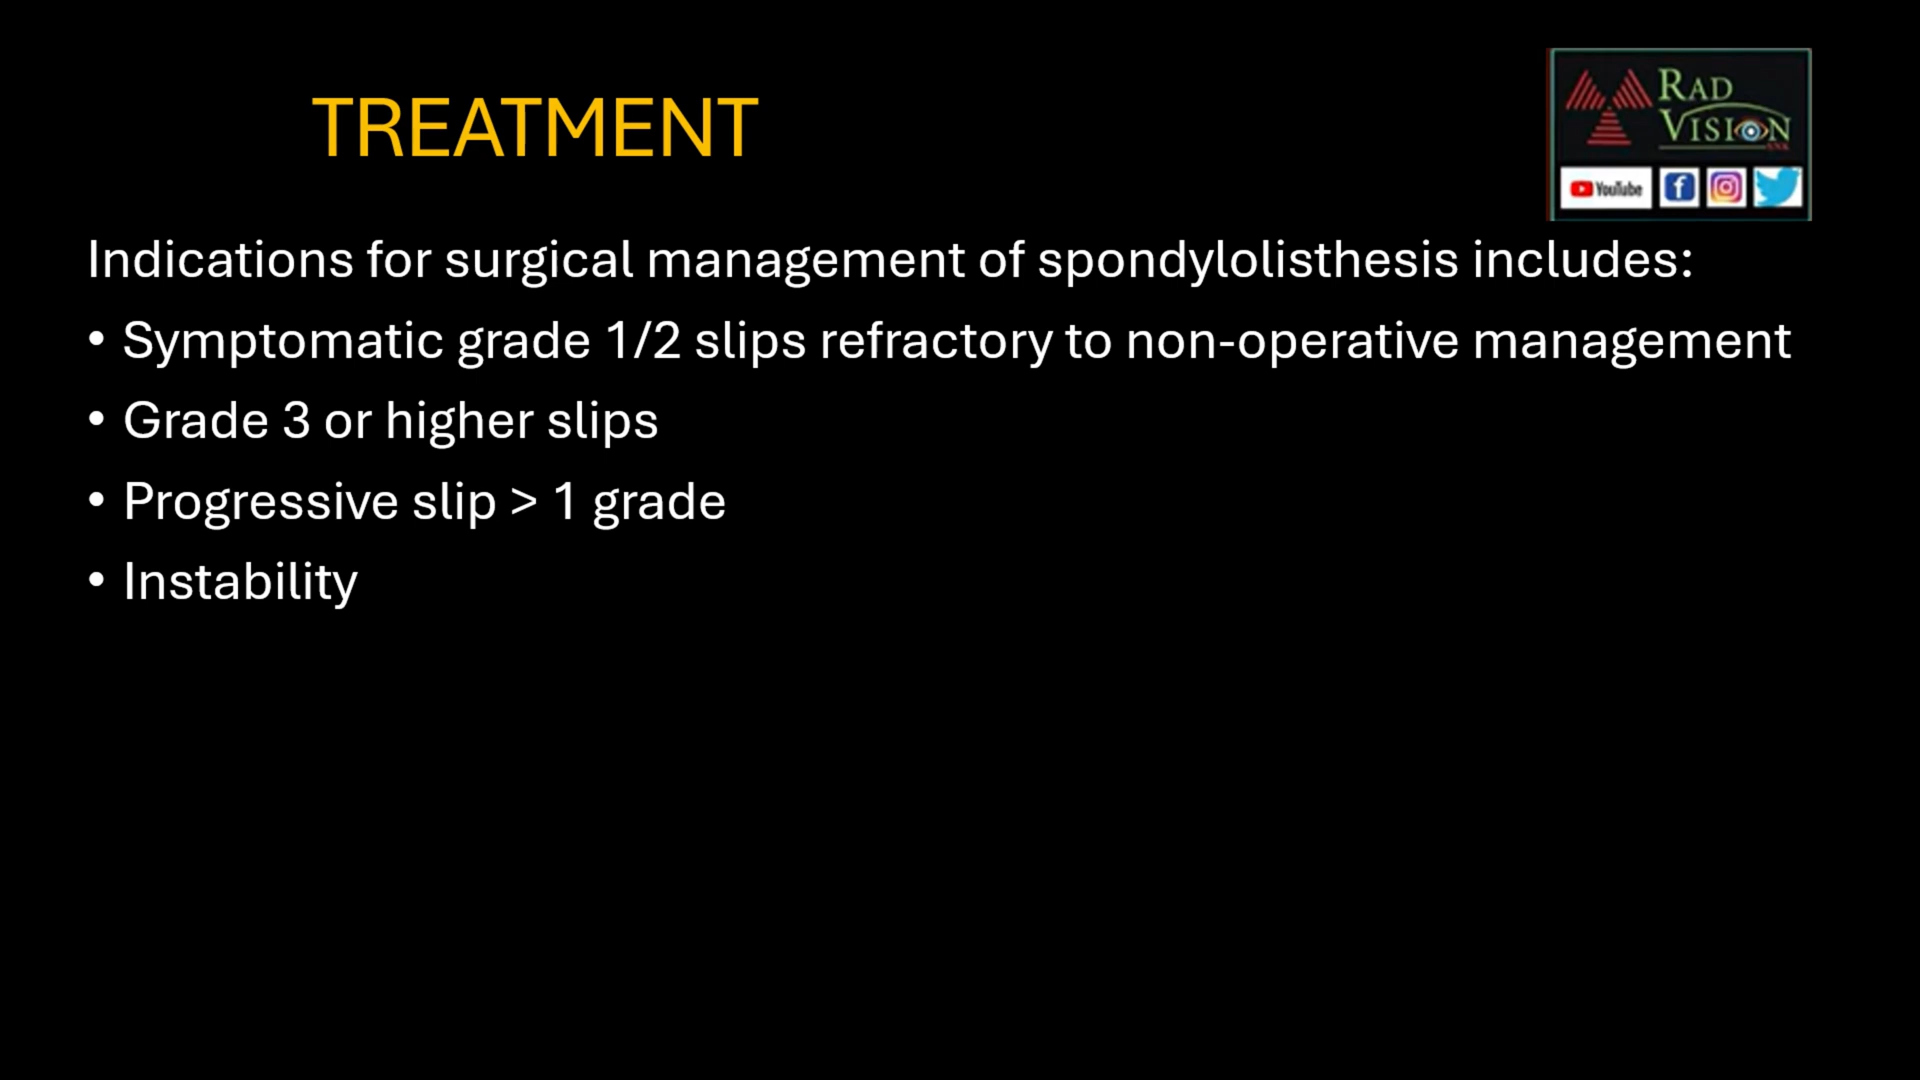 TREATMENT
RAD
VISION
YouTube
Indications for surgical management of spondylolisthesis includes:
• Symptomatic grade 1/2 slips refractory to non-operative management
• Grade 3 or higher slips
• Progressive slip > 1 grade
• Instability